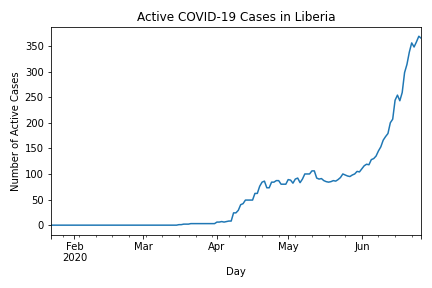 Active COVID-19 Cases in Liberia
Number of Active Cases
350
300
250
200
150
100
50
0
Feb
2020
Mar
Apr
May
Jun
Day